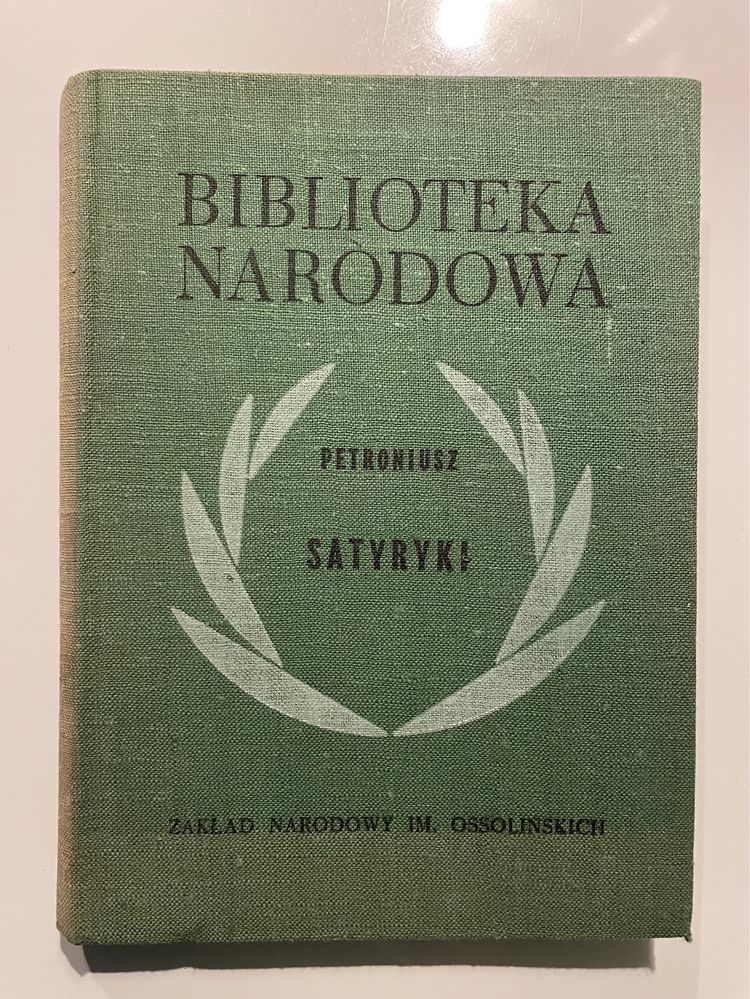 BIBLIOTEKA
NARODOWA
PETRONIUSZ
SATYRYKI
ZAKŁAD NARODOWY IM. OSSOLIŃSKICH